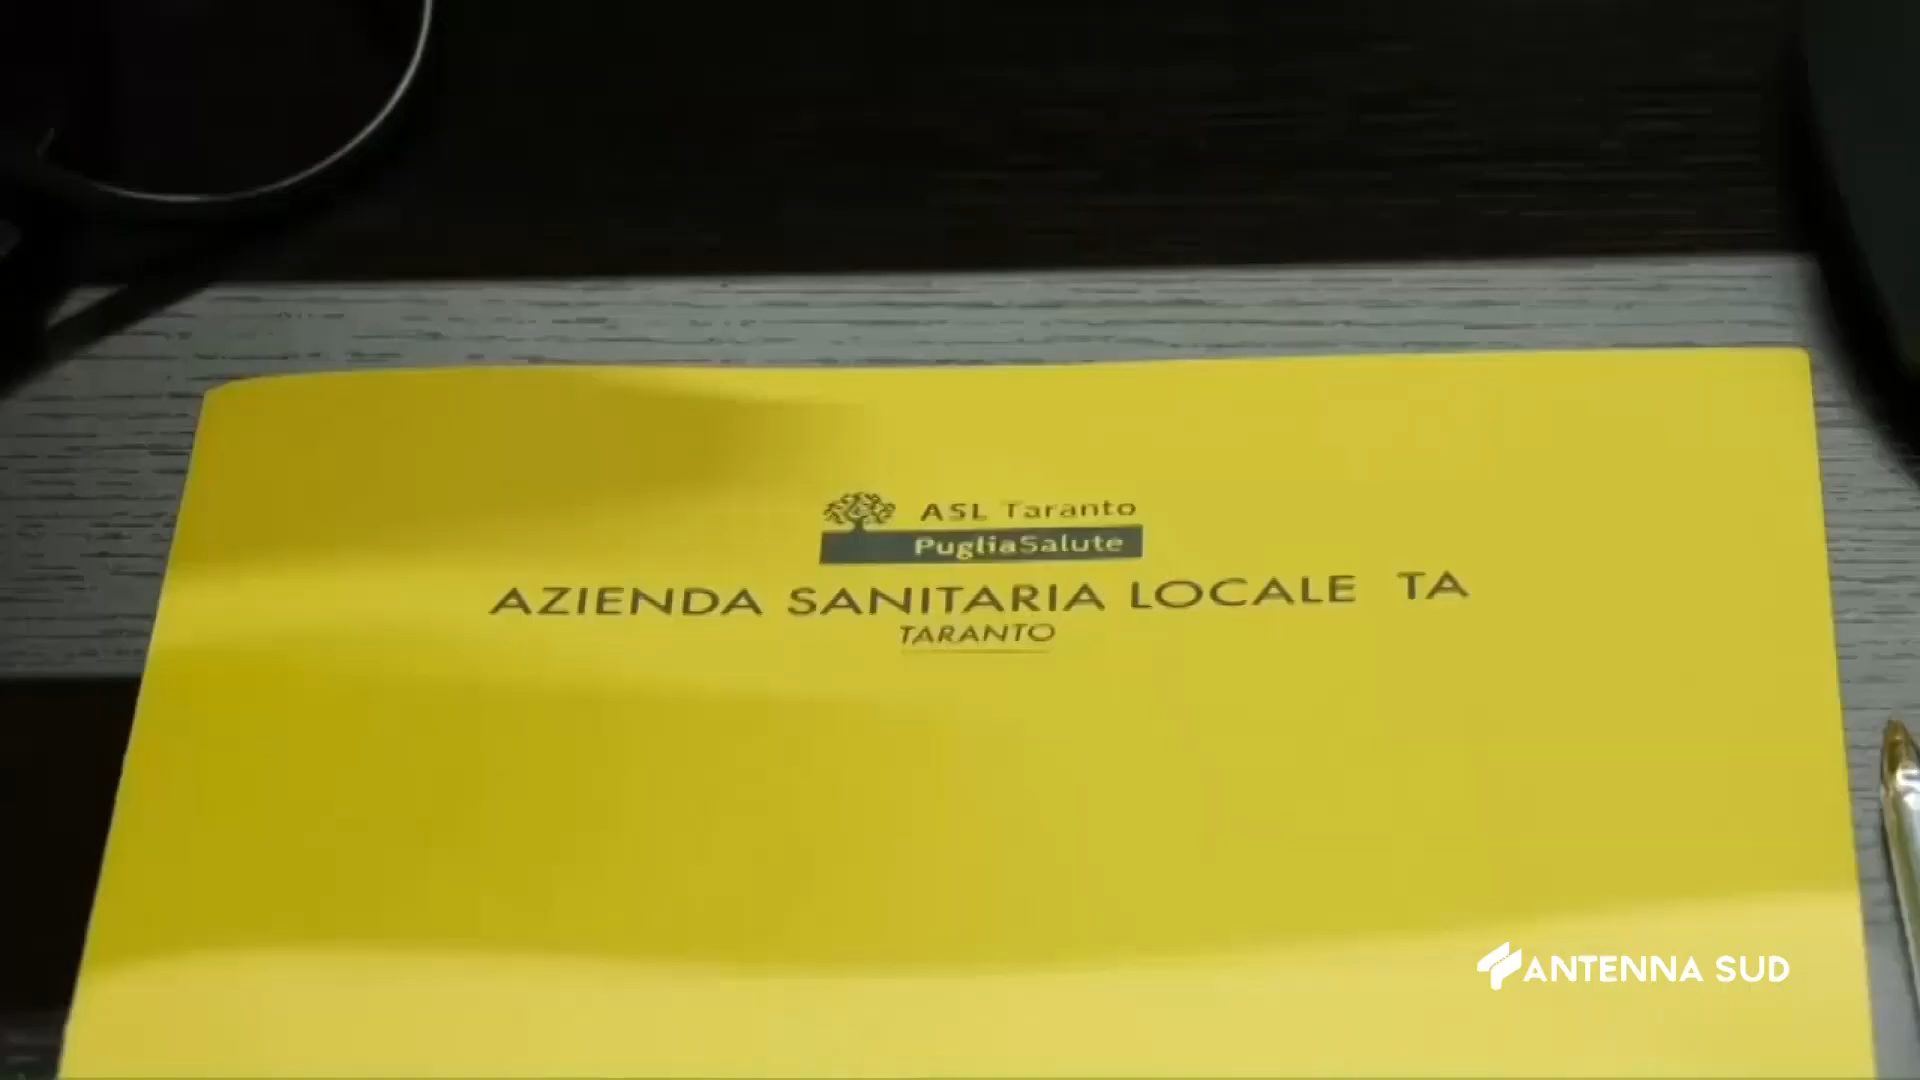 ASL Taranto
PugliaSalute
AZIENDA SANITARIA LOCALE TA
TARANTO
ANTENNA SUD